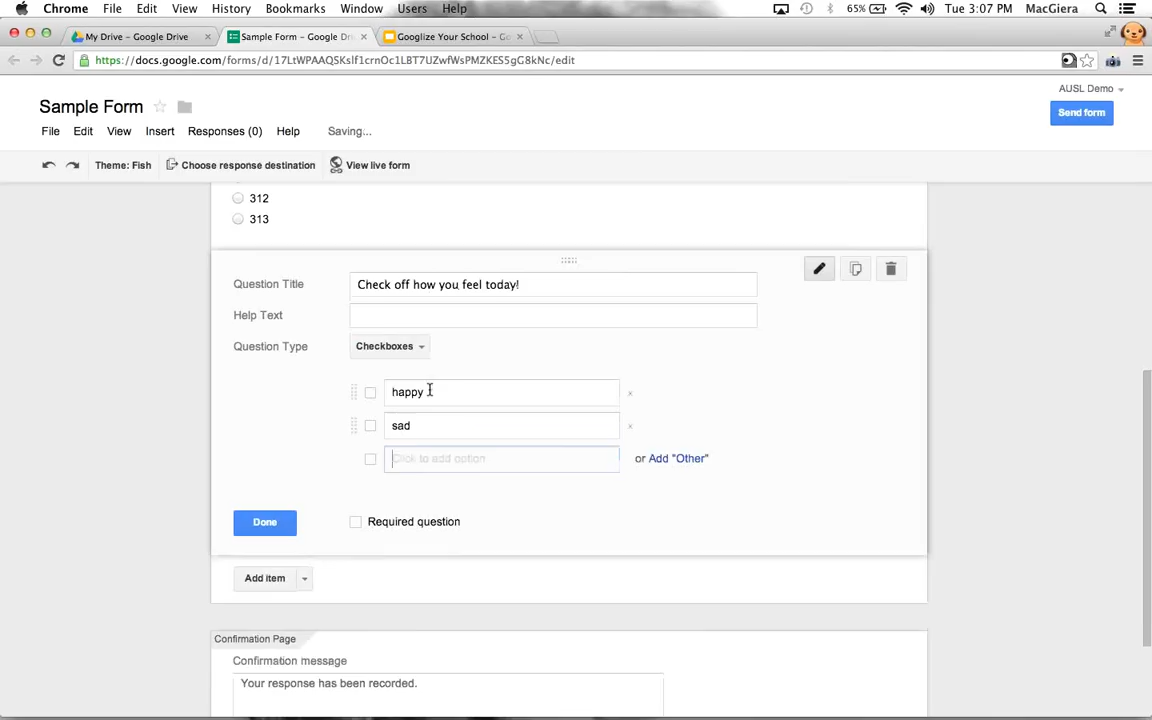 Chrome File Edit View History Bookmarks Window Users Help 65% Tue 3:07 PM MacGiera
My Drive – Google Drive × Sample Form – Google Dri × Googlize Your School – Go ×
https://docs.google.com/forms/d/17LtWPAAQSKsIf1crnOc1LBT7UZwfWsPMZKES5gG8kNc/edit
AUSL Demo
Sample Form
Send form
File Edit View Insert Responses (0) Help Saving...
Theme: Fish Choose response destination View live form
312
313
Question Title Check off how you feel today!
Help Text
Question Type Checkboxes
happy ×
sad ×
Click to add option or Add "Other"
Done Required question
Add item
Confirmation Page
Confirmation message
Your response has been recorded.